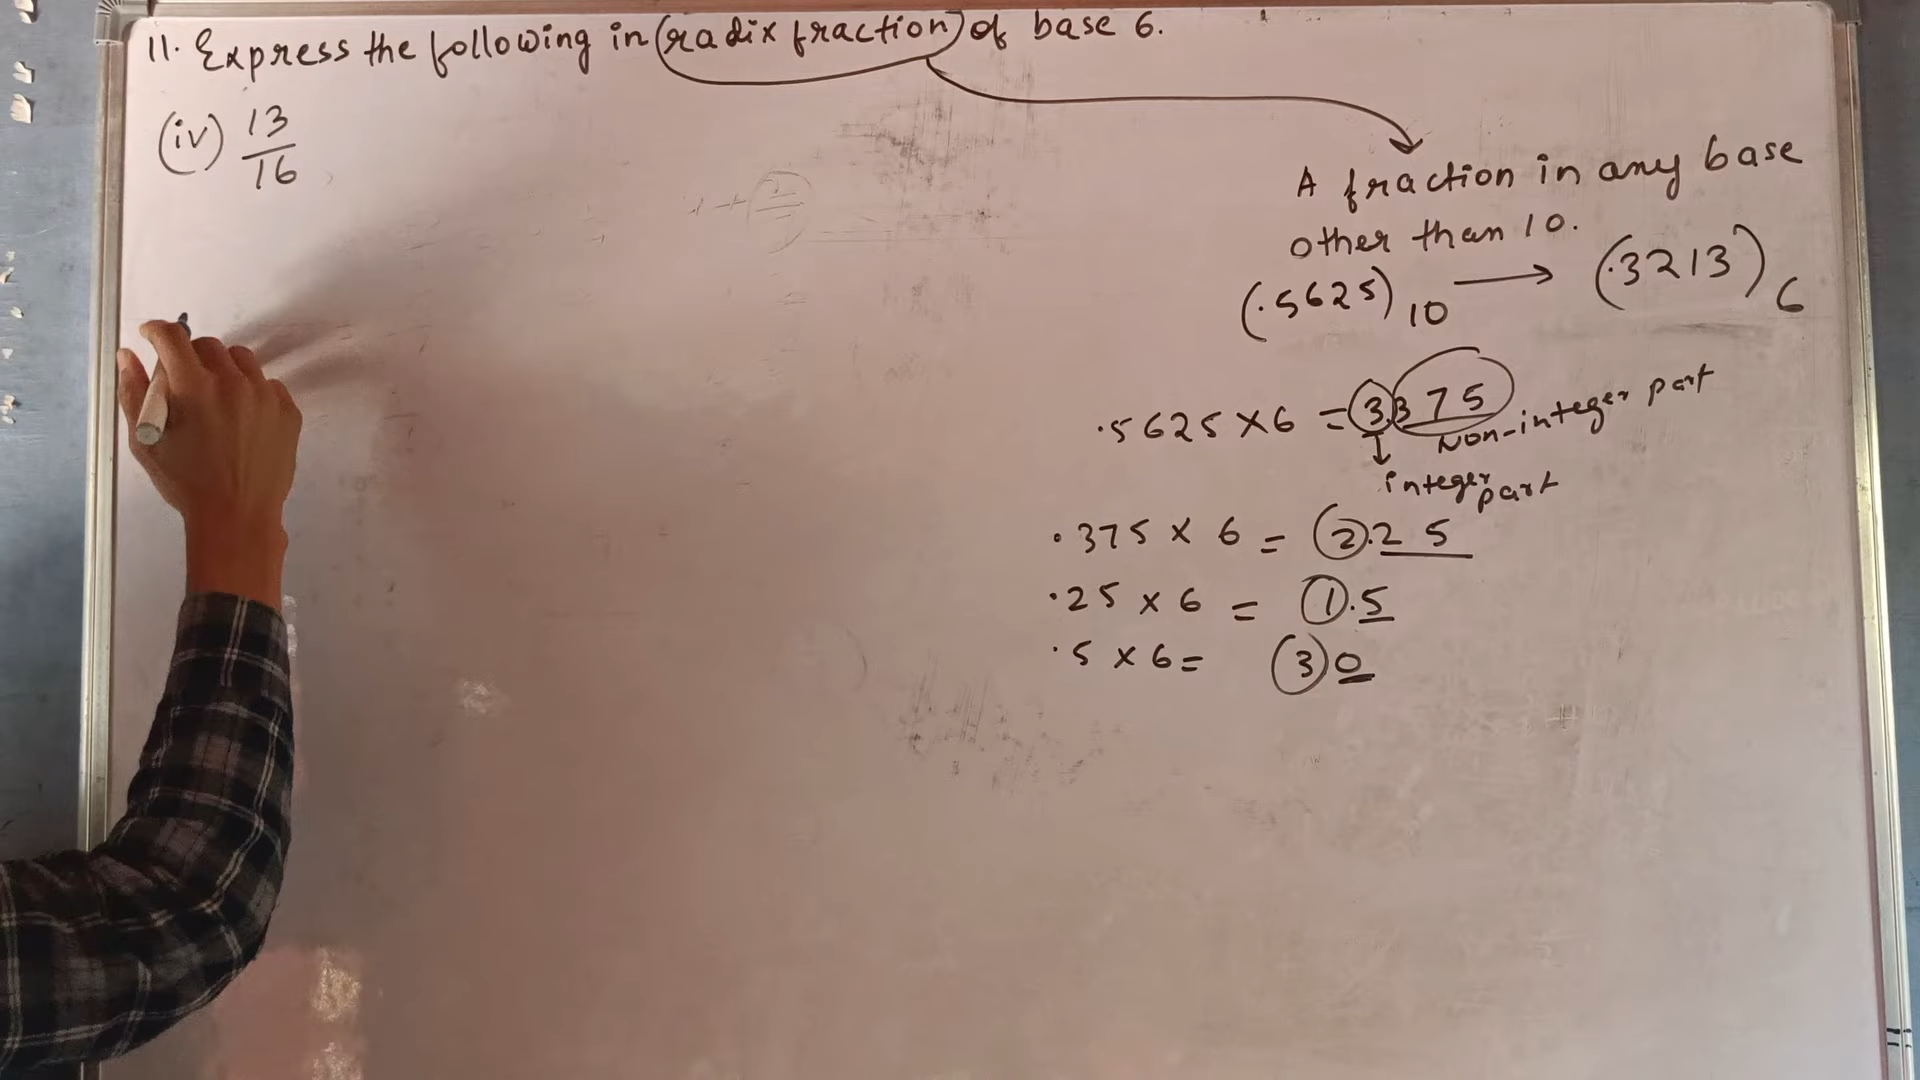 11. Express the following in (radix fraction) of base 6.
(iv) 13/16
A fraction in any base
other than 10.
(.5625)10 → (.3213)6
.5625 × 6 = 3.375
Non-integer part
integer part
.375 × 6 = 2.25
.25 × 6 = 1.5
.5 × 6 = 3 0